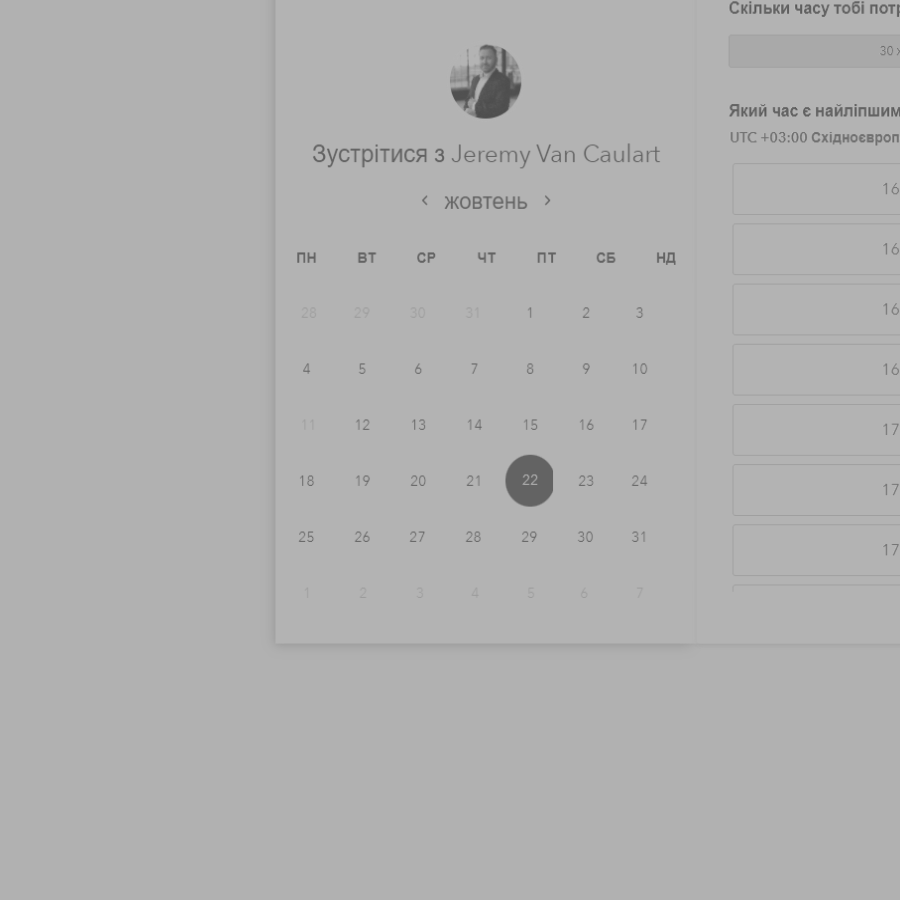 Скільки часу тобі
30
Зустрітися з Jeremy Van Caulart
жовтень
ПН ВТ СР ЧТ ПТ СБ НД
28 29 30 31 1 2 3
4 5 6 7 8 9 10
11 12 13 14 15 16 17
18 19 20 21 22 23 24
25 26 27 28 29 30 31
1 2 3 4 5 6 7
Який час є найліпшим
UTC +03:00
16
16
16
16
17
17
17